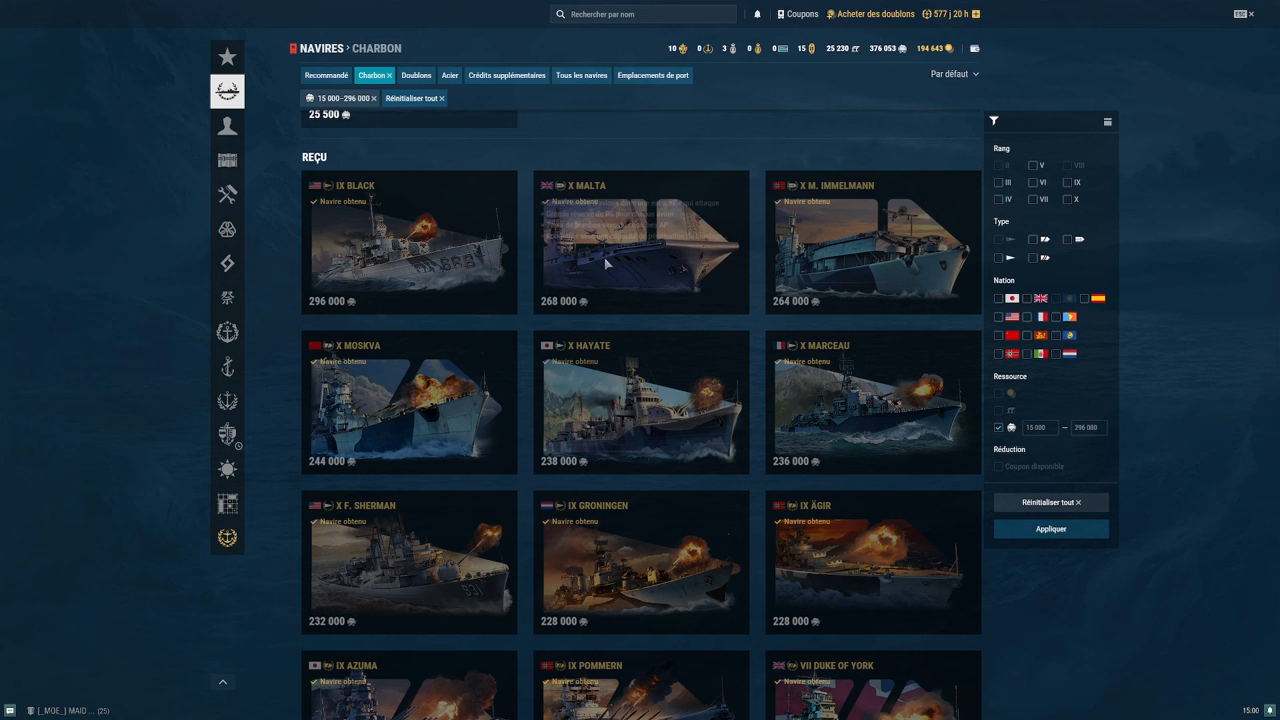 Rechercher par nom
Coupons
Acheter des doublons
577 j 20 h
ESC
NAVIRES › CHARBON
10
0
3
0
0
15
25 230
376 053
194 643
Recommandé
Charbon
Doublons
Acier
Crédits supplémentaires
Tous les navires
Emplacements de port
Par défaut
15 000–296 000
Réinitialiser tout
25 500
REÇU
IX BLACK
Navire obtenu
296 000
X MALTA
Navire obtenu
268 000
X M. IMMELMANN
Navire obtenu
264 000
X MOSKVA
Navire obtenu
244 000
X HAYATE
Navire obtenu
238 000
X MARCEAU
Navire obtenu
236 000
X F. SHERMAN
Navire obtenu
232 000
IX GRONINGEN
Navire obtenu
228 000
IX ÄGIR
Navire obtenu
228 000
IX AZUMA
Navire obtenu
IX POMMERN
Navire obtenu
VII DUKE OF YORK
Navire obtenu
Rang
II
V
VIII
III
VI
IX
IV
VII
X
Type
Nation
Ressource
15 000 – 296 000
Réduction
Coupon disponible
Réinitialiser tout
Appliquer
[_MOE_] MAID ... (25)
15:00